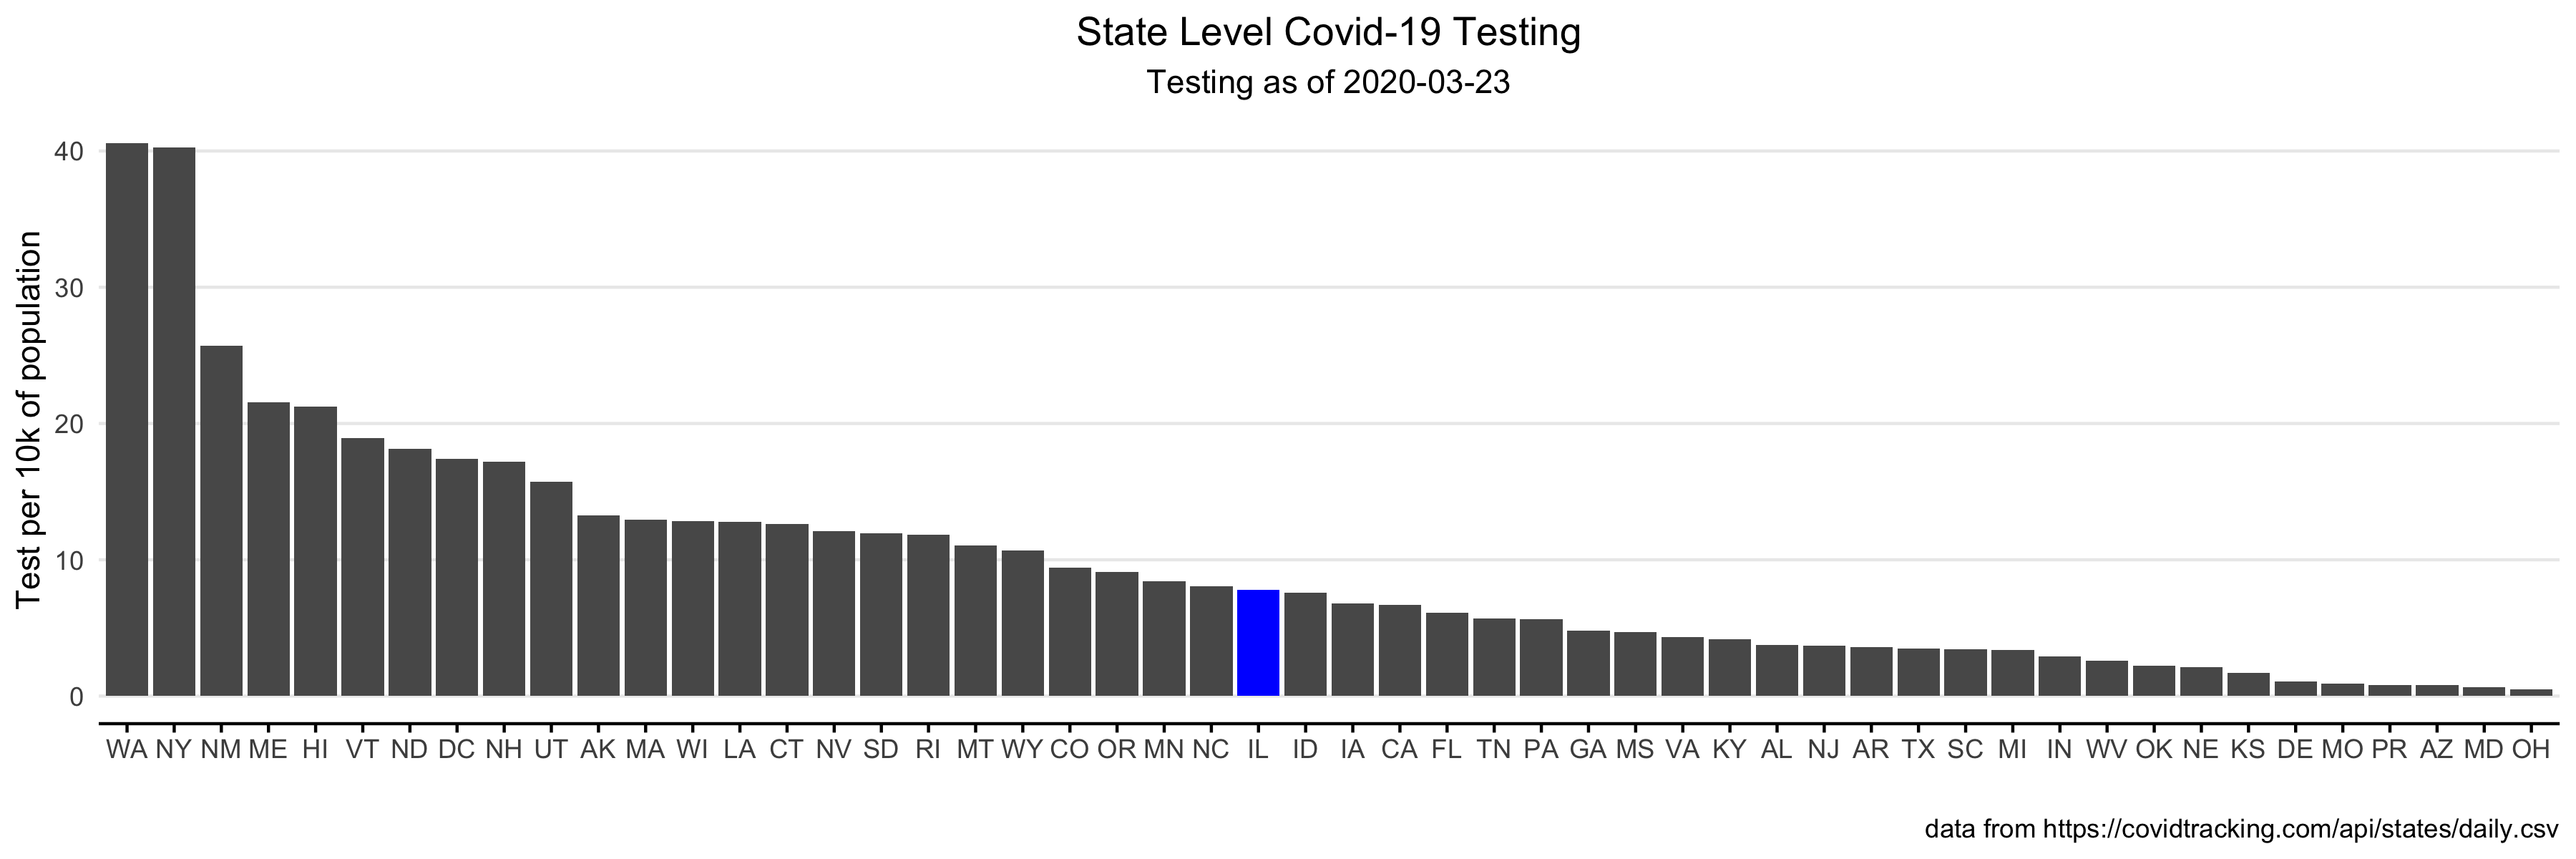 State Level Covid-19 Testing
Testing as of 2020-03-23
Test per 10k of population
40
30
20
10
0
WA NY NM ME HI VT ND DC NH UT AK MA WI LA CT NV SD RI MT WY CO OR MN NC IL ID IA CA FL TN PA GA MS VA KY AL NJ AR TX SC MI IN WV OK NE KS DE MO PR AZ MD OH
data from https://covidtracking.com/api/states/daily.csv